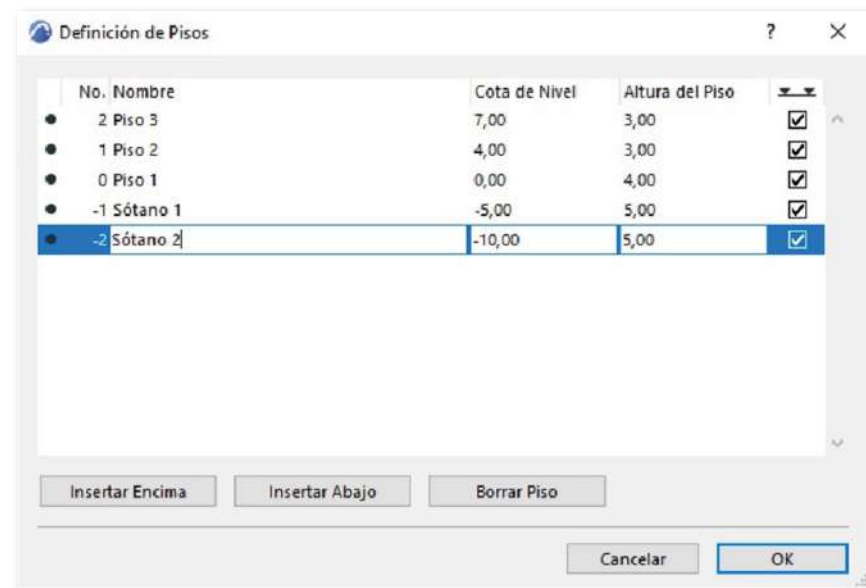 Definición de Pisos ?
No. Nombre Cota de Nivel Altura del Piso
2 Piso 3 7,00 3,00
1 Piso 2 4,00 3,00
0 Piso 1 0,00 4,00
-1 Sótano 1 -5,00 5,00
-2 Sótano 2 -10,00 5,00
Insertar Encima Insertar Abajo Borrar Piso
Cancelar OK